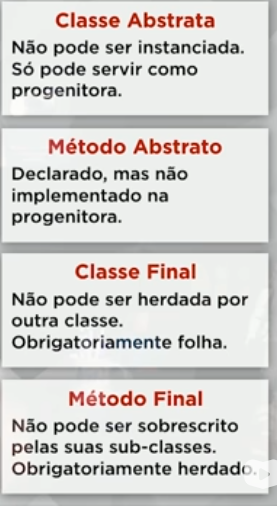 Classe Abstrata
Não pode ser instanciada.
Só pode servir como
progenitora.
Método Abstrato
Declarado, mas não
implementado na
progenitora.
Classe Final
Não pode ser herdada por
outra classe.
Obrigatoriamente folha.
Método Final
Não pode ser sobrescrito
pelas suas sub-classes.
Obrigatoriamente herdado.